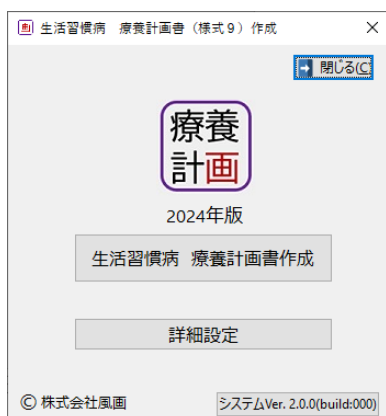 画 生活習慣病 療養計画書（様式９）作成
閉じる(C
療養
計画
2024年版
生活習慣病 療養計画書作成
詳細設定
© 株式会社風画
システムVer. 2.0.0(build:000)